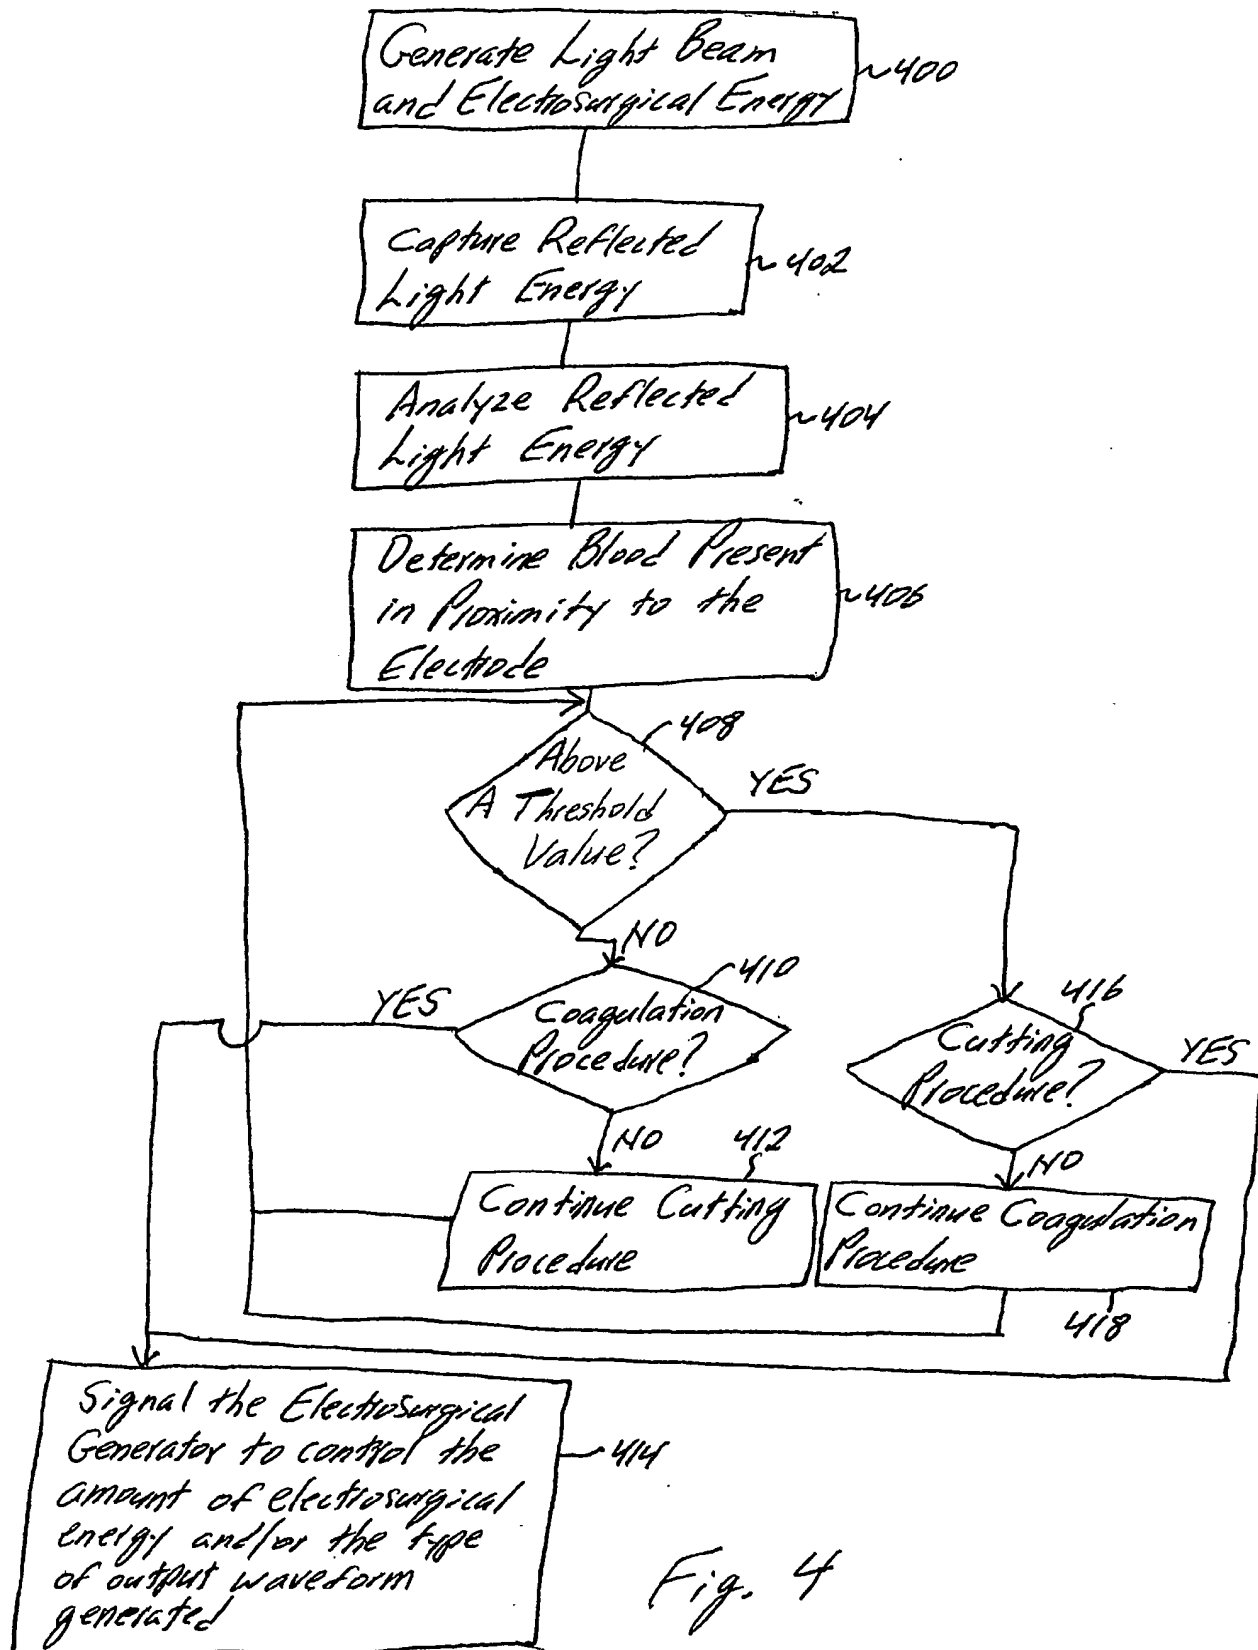 Generate Light Beam
and Electrosurgical Energy
~400
Capture Reflected
Light Energy
~402
Analyze Reflected
Light Energy
~404
Determine Blood Present
in Proximity to the
Electrode
~406
408
Above
A Threshold
Value?
YES
NO
410
YES
Coagulation
Procedure?
416
Cutting
Procedure?
YES
NO
412
NO
Continue Cutting
Procedure
Continue Coagulation
Procedure
418
Signal the Electrosurgical
Generator to control the
amount of electrosurgical
energy and/or the type
of output waveform
generated
414
Fig. 4